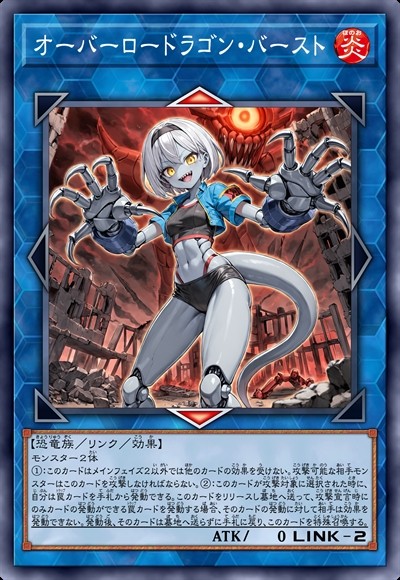 オーバーロードラゴン・バースト
炎
【恐竜族／リンク／効果】
モンスター2体
①：このカードはメインフェイズ2以外では他のカードの効果を受けない。攻撃可能な相手モン
スターはこのカードを攻撃しなければならない。②：このカードが攻撃対象に選択された時に、
自分は罠カードを手札から発動できる。このカードをリリースし墓地へ送って、攻撃宣言時に
のみカードの発動ができる罠カードを発動する場合、そのカードの発動に対して相手は効果を
発動できない。発動後、そのカードは墓地へ送らずに手札に戻り、このカードを特殊召喚する。
ATK/ 0 LINK-2